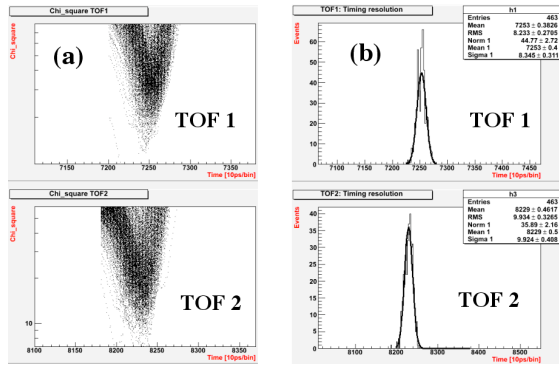 Chi_square TOF1
Chi_square
(a)
TOF 1
7150 7200 7250 7300 7350
Time [10ps/bin]
TOF1: Timing resolution
h1
Entries 463
Mean 7253 ± 0.3826
RMS 8.233 ± 0.2705
Norm 1 44.77 ± 2.72
Mean 1 7253 ± 0.4
Sigma 1 8.345 ± 0.311
Events
(b)
TOF 1
70
60
50
40
30
20
10
0
7050 7100 7150 7200 7250 7300 7350 7400 7450
Time [10ps/bin]
Chi_square TOF2
Chi_square
TOF 2
10
8100 8150 8200 8250 8300 8350
Time [10ps/bin]
TOF2: Timing resolution
h3
Entries 463
Mean 8229 ± 0.4617
RMS 9.934 ± 0.3265
Norm 1 35.89 ± 2.16
Mean 1 8229 ± 0.5
Sigma 1 9.924 ± 0.408
Events
TOF 2
40
35
30
25
20
15
10
5
0
8100 8200 8300 8400 8500
Time [10ps/bin]